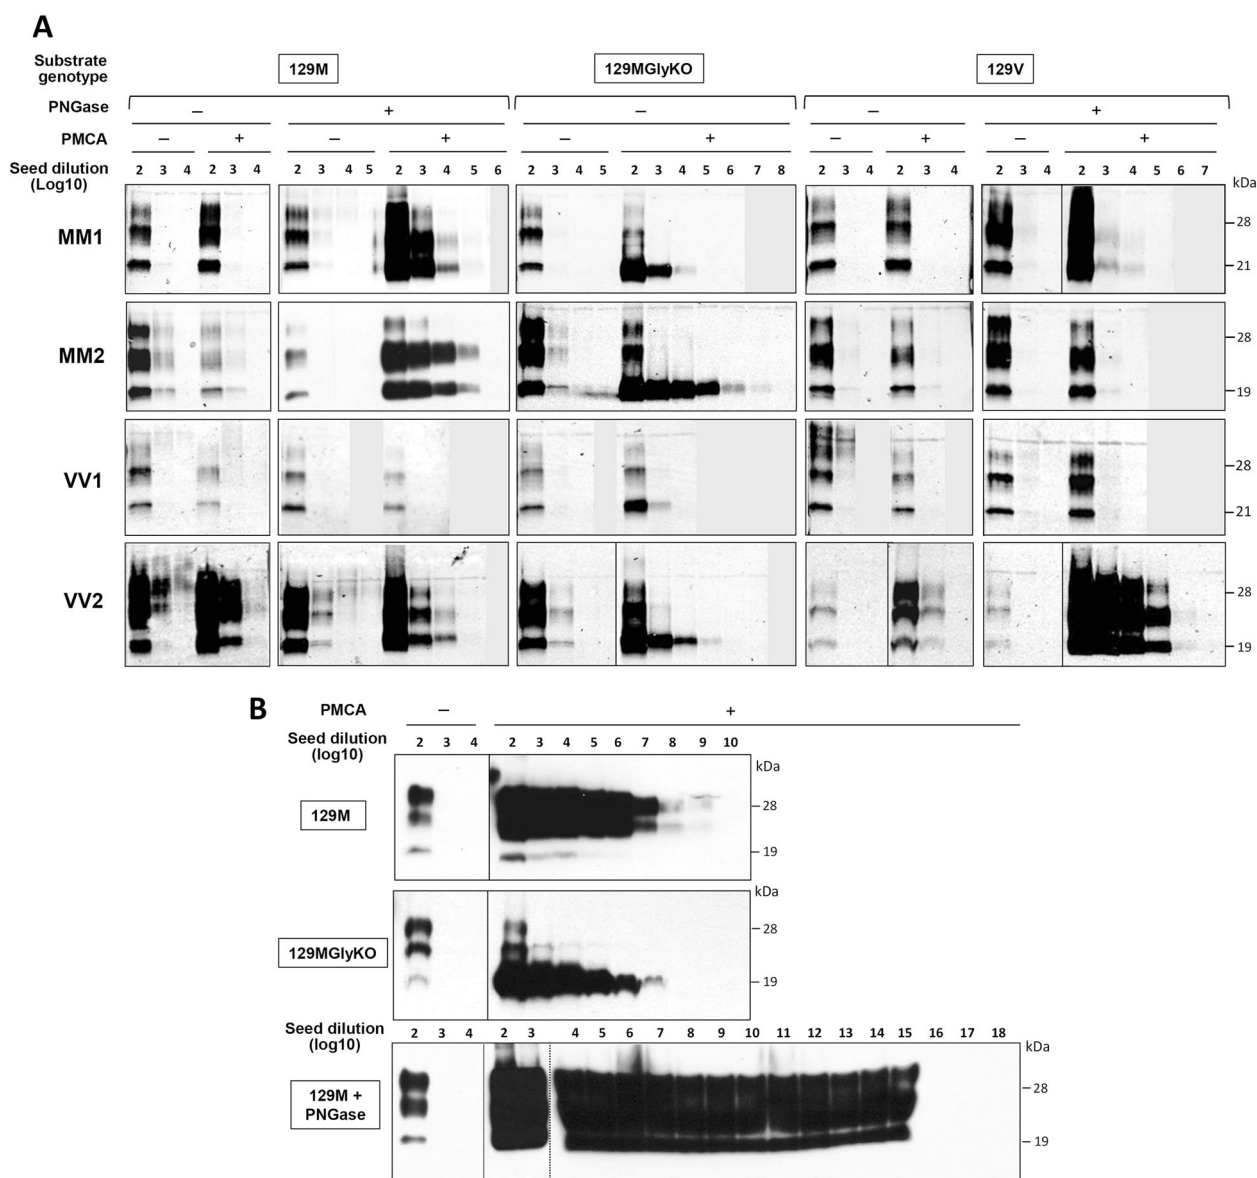 A
Substrate genotype 129M 129MGlyKO 129V
PNGase – + – – +
PMCA – + – + – + – + – +
Seed dilution (Log10) 2 3 4 2 3 4 2 3 4 5 2 3 4 5 6 2 3 4 5 2 3 4 5 6 7 8 2 3 4 2 3 4 2 3 4 2 3 4 5 6 7
kDa
MM1 – 28
– 21
MM2 – 28
– 19
VV1 – 28
– 21
VV2 – 28
– 19
B
PMCA – +
Seed dilution (log10) 2 3 4 2 3 4 5 6 7 8 9 10
kDa
129M – 28
– 19
kDa
129MGlyKO – 28
– 19
Seed dilution (log10) 2 3 4 2 3 4 5 6 7 8 9 10 11 12 13 14 15 16 17 18
kDa
129M + PNGase – 28
– 19